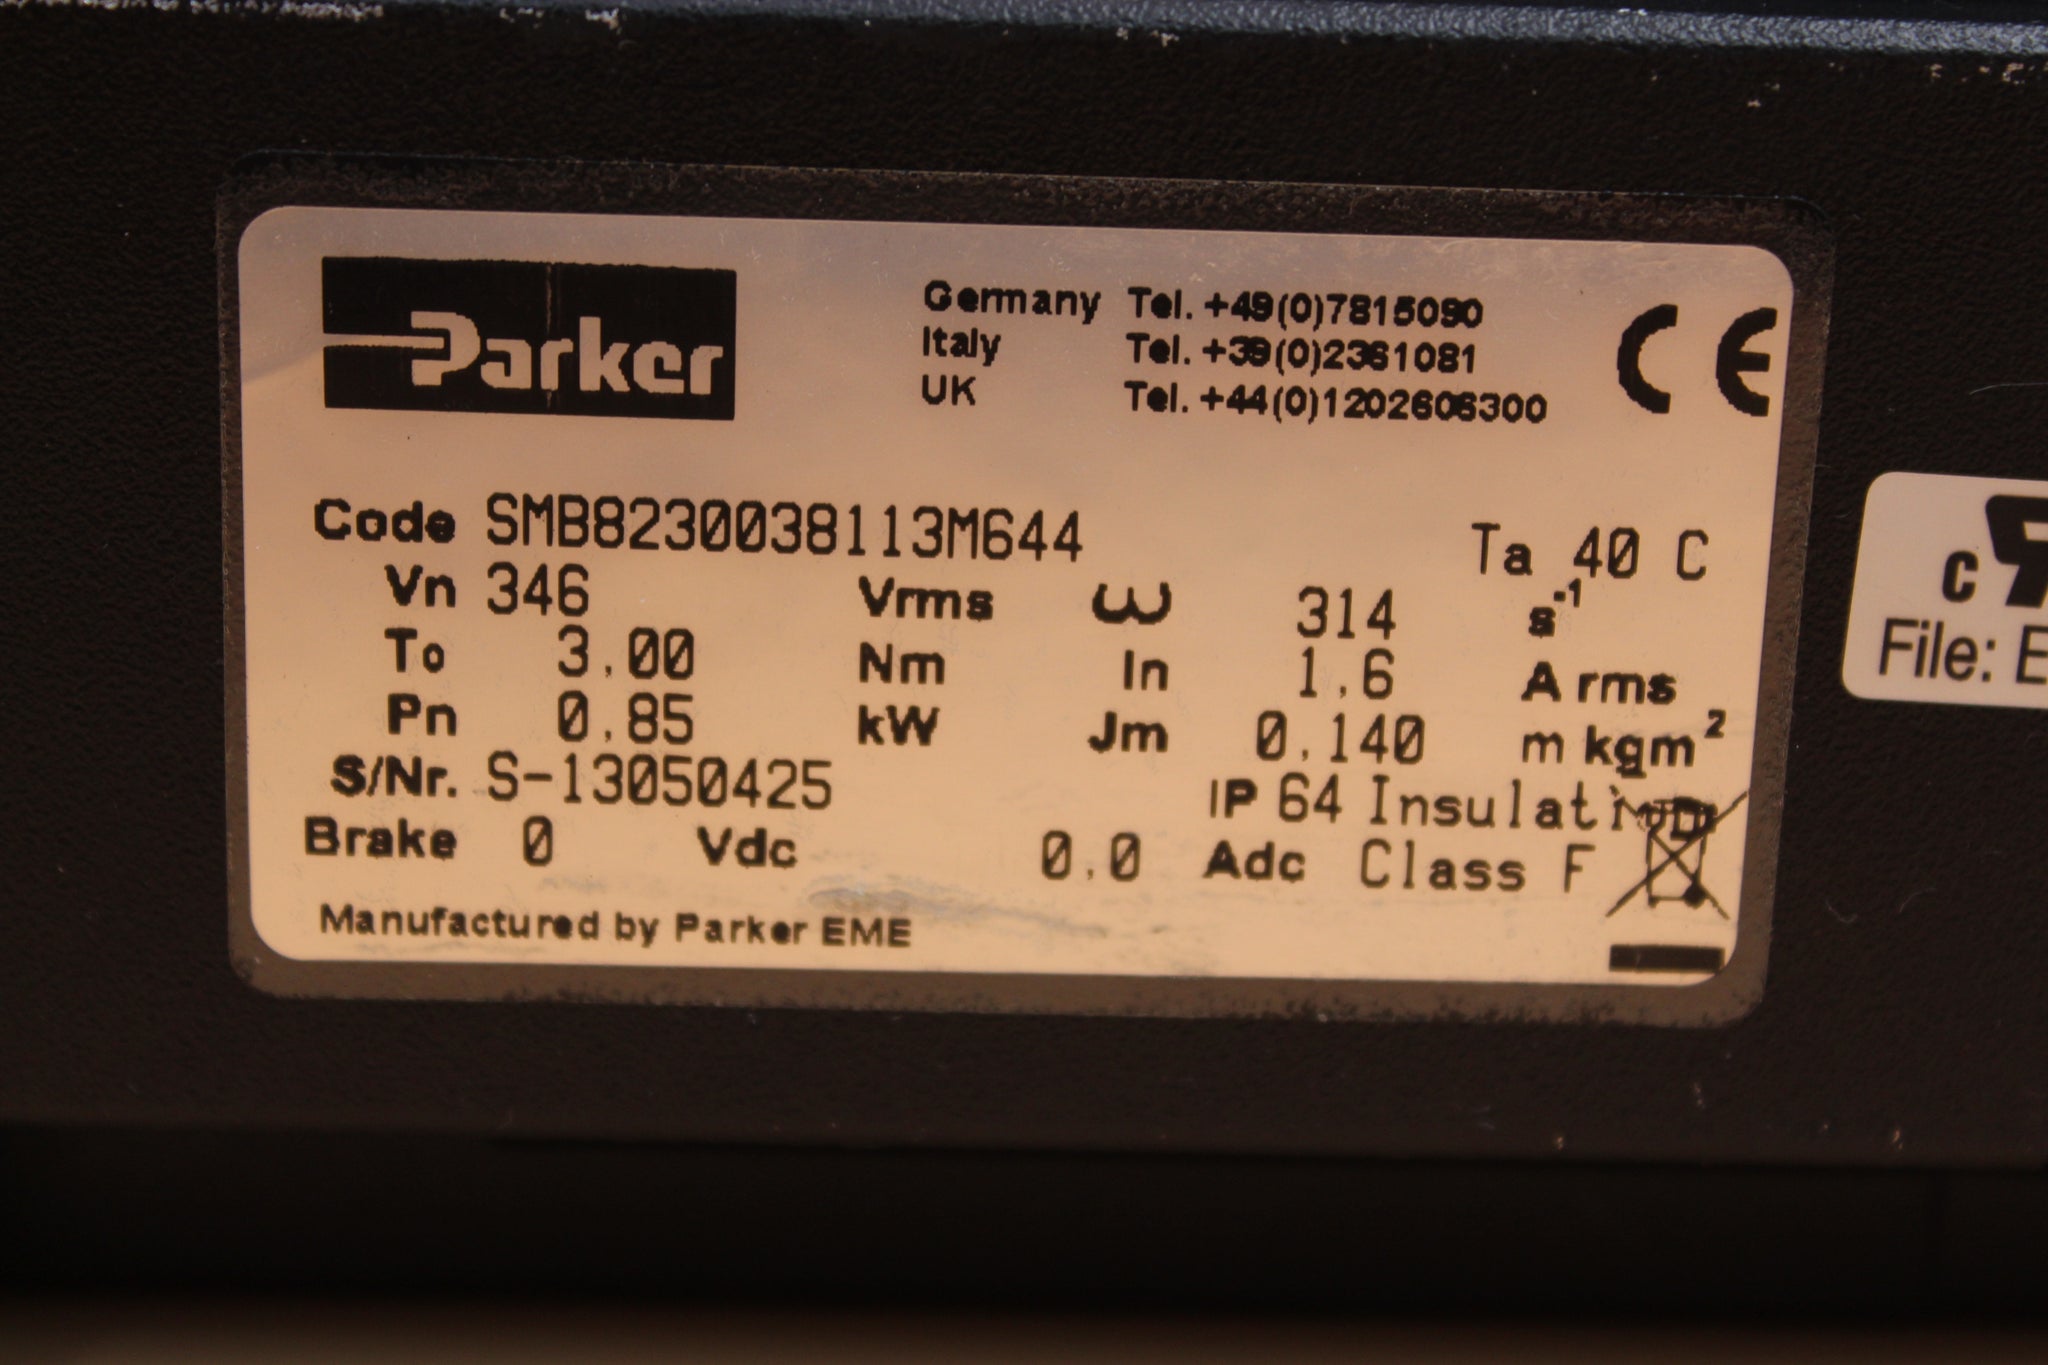 Parker
Germany Tel. +49(0)7815090
Italy Tel. +39(0)2361081
UK Tel. +44(0)1202606300
CE
Code SMB8230038113M644 Ta 40 C
Vn 346 Vrms ω 314 s⁻¹
To 3.00 Nm In 1.6 A rms
Pn 0.85 kW Jm 0.140 m kgm²
S/Nr. S-13050425 IP 64 Insulation
Brake 0 Vdc 0.0 Adc Class F
Manufactured by Parker EME
c
File: E